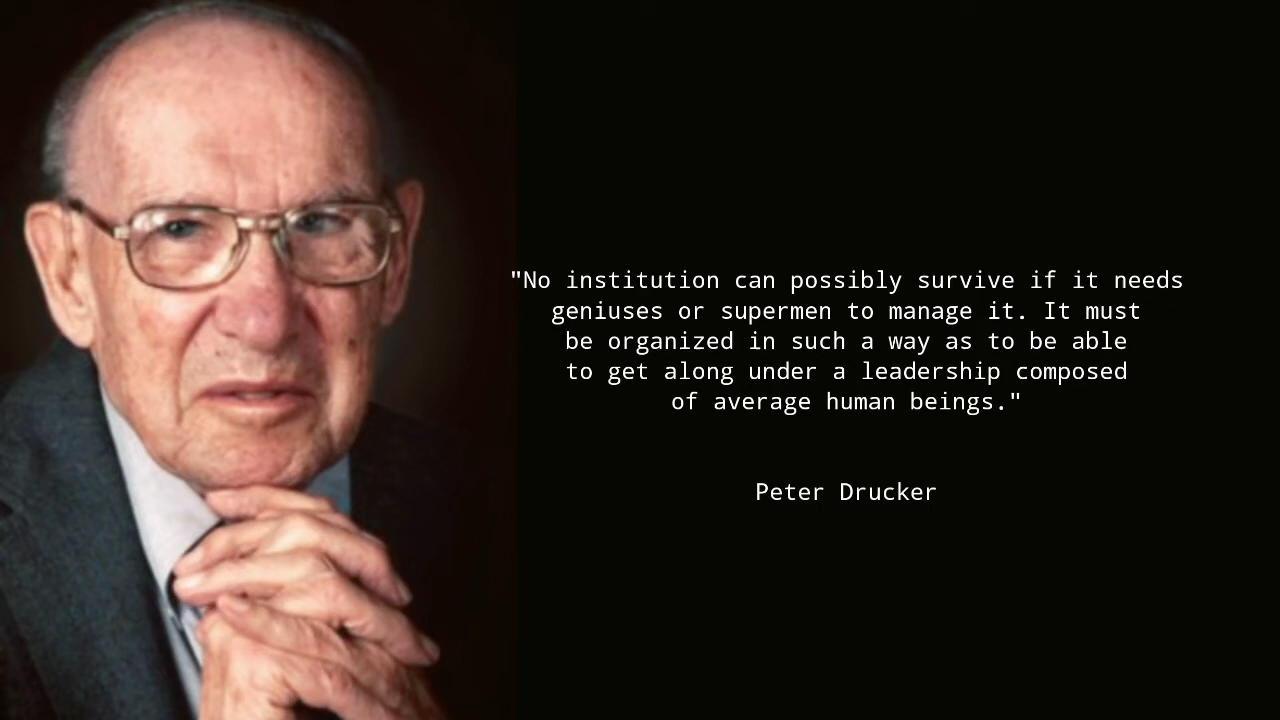 "No institution can possibly survive if it needs
geniuses or supermen to manage it. It must
be organized in such a way as to be able
to get along under a leadership composed
of average human beings."
Peter Drucker